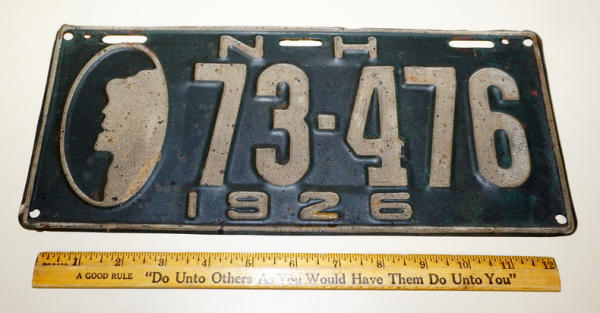 N H
73-476
1926
1 2 3 4 5 6 7 8 9 10 11 12
A GOOD RULE "Do Unto Others As You Would Have Them Do Unto You"